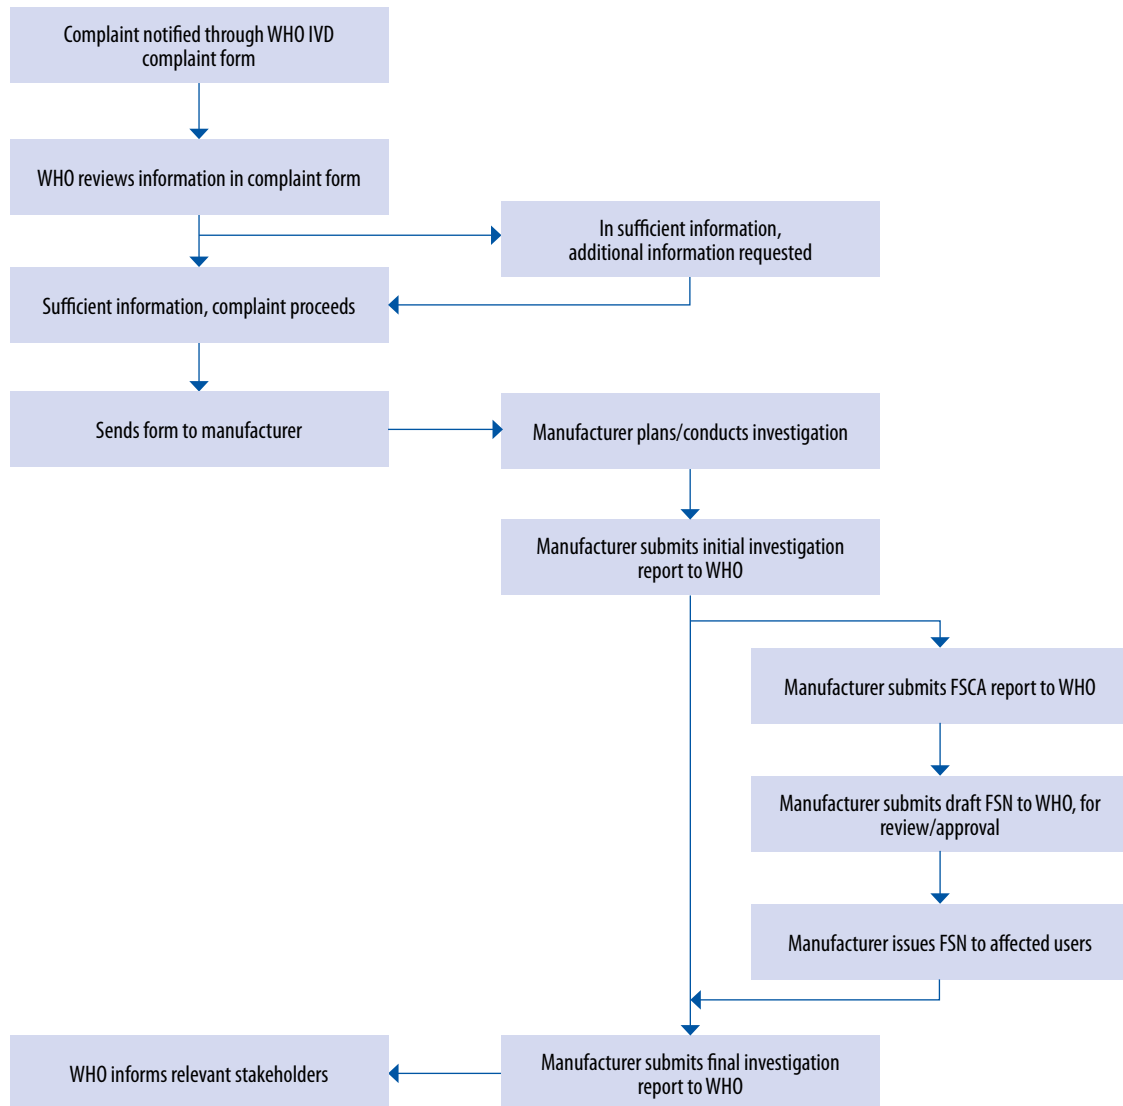 Complaint notified through WHO IVD
complaint form
WHO reviews information in complaint form
In sufficient information,
additional information requested
Sufficient information, complaint proceeds
Sends form to manufacturer
Manufacturer plans/conducts investigation
Manufacturer submits initial investigation
report to WHO
Manufacturer submits FSCA report to WHO
Manufacturer submits draft FSN to WHO, for
review/approval
Manufacturer issues FSN to affected users
WHO informs relevant stakeholders
Manufacturer submits final investigation
report to WHO